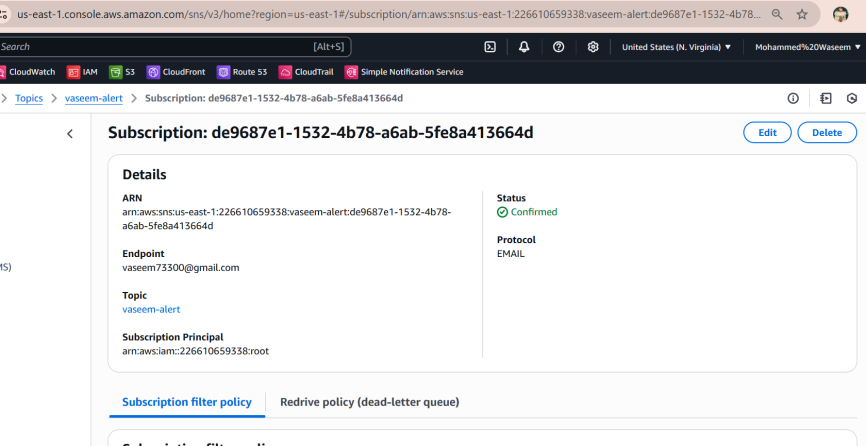 us-east-1.console.aws.amazon.com/sns/v3/home?region=us-east-1#/subscription/arn:aws:sns:us-east-1:226610659338:vaseem-alert:de9687e1-1532-4b78...
Search [Alt+S] United States (N. Virginia) ▼ Mohammed%20Waseem ▼
CloudWatch IAM S3 CloudFront Route 53 CloudTrail Simple Notification Service
> Topics > vaseem-alert > Subscription: de9687e1-1532-4b78-a6ab-5fe8a413664d
Subscription: de9687e1-1532-4b78-a6ab-5fe8a413664d Edit Delete
Details
ARN
arn:aws:sns:us-east-1:226610659338:vaseem-alert:de9687e1-1532-4b78-
a6ab-5fe8a413664d
Endpoint
vaseem73300@gmail.com
Topic
vaseem-alert
Subscription Principal
arn:aws:iam::226610659338:root
Status
Confirmed
Protocol
EMAIL
Subscription filter policy Redrive policy (dead-letter queue)